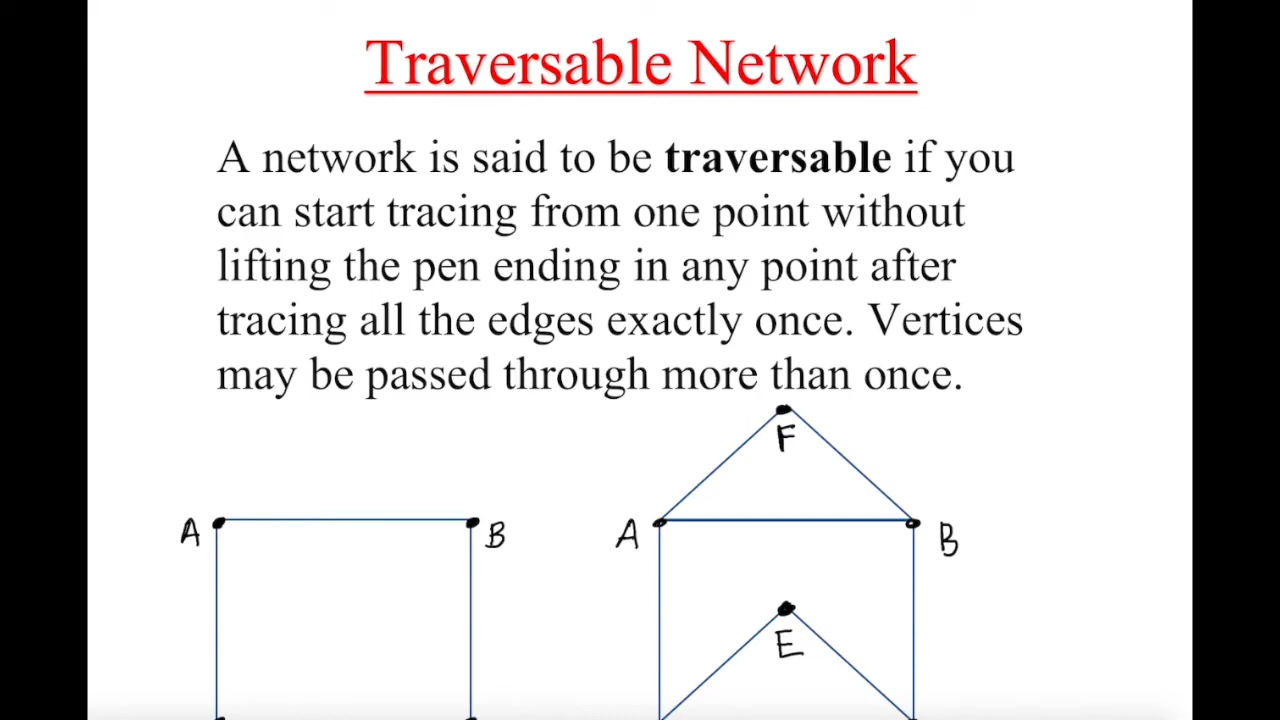 Traversable Network
A network is said to be traversable if you
can start tracing from one point without
lifting the pen ending in any point after
tracing all the edges exactly once. Vertices
may be passed through more than once.
F
A B A B
E